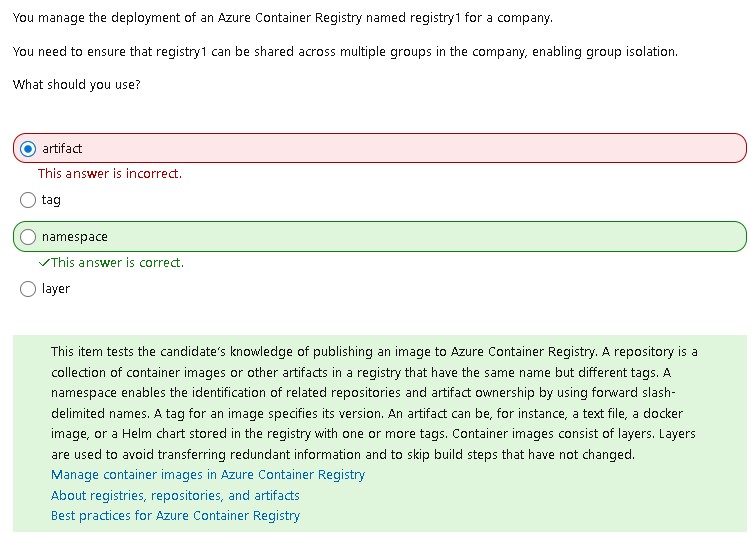 You manage the deployment of an Azure Container Registry named registry1 for a company.
You need to ensure that registry1 can be shared across multiple groups in the company, enabling group isolation.
What should you use?
artifact
This answer is incorrect.
tag
namespace
✓This answer is correct.
layer
This item tests the candidate's knowledge of publishing an image to Azure Container Registry. A repository is a
collection of container images or other artifacts in a registry that have the same name but different tags. A
namespace enables the identification of related repositories and artifact ownership by using forward slash-
delimited names. A tag for an image specifies its version. An artifact can be, for instance, a text file, a docker
image, or a Helm chart stored in the registry with one or more tags. Container images consist of layers. Layers
are used to avoid transferring redundant information and to skip build steps that have not changed.
Manage container images in Azure Container Registry
About registries, repositories, and artifacts
Best practices for Azure Container Registry